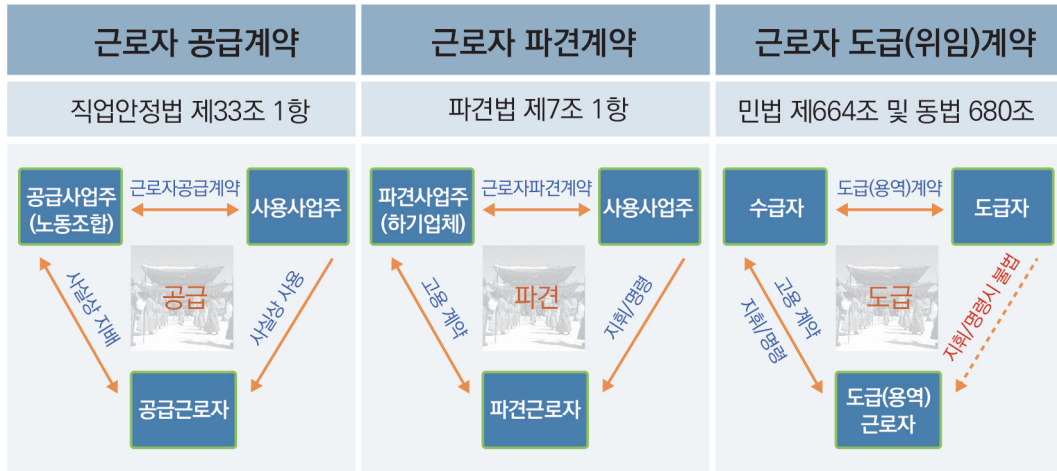 근로자 공급계약
직업안정법 제33조 1항
공급사업주
(노동조합)
근로자공급계약
사용사업주
사실상 지배
공급
사실상 사용
공급근로자
근로자 파견계약
파견법 제7조 1항
파견사업주
(하기업체)
근로자파견계약
사용사업주
고용 계약
파견
지휘/명령
파견근로자
근로자 도급(위임)계약
민법 제664조 및 동법 680조
수급자
도급(용역)계약
도급자
고용 계약
지휘/명령
도급
지휘/명령시 불법
도급(용역)
근로자